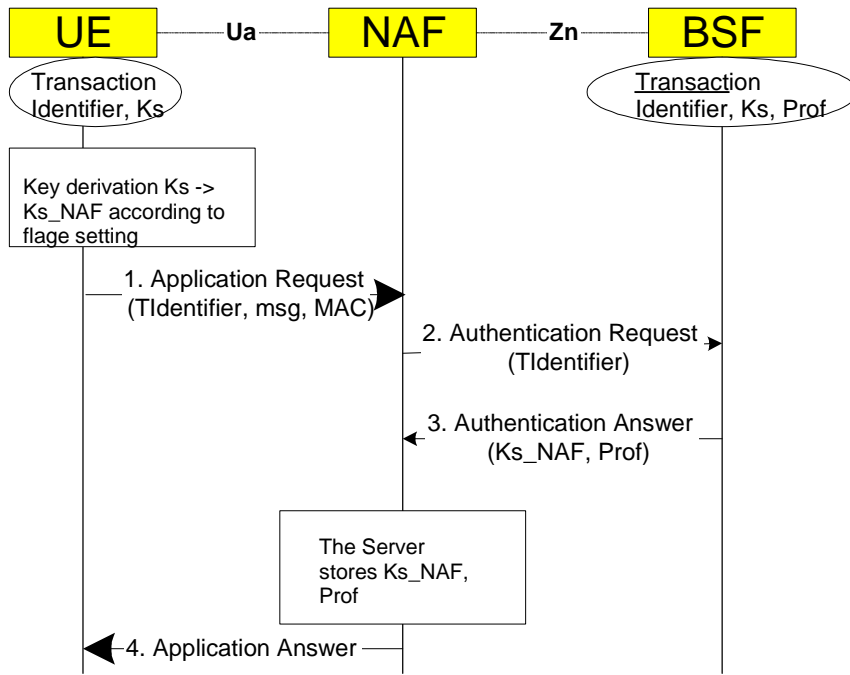 UE
Ua
NAF
Zn
BSF
Transaction
Identifier, Ks
Transaction
Identifier, Ks, Prof
Key derivation Ks ->
Ks_NAF according to
flage setting
1. Application Request
(TIdentifier, msg, MAC)
2. Authentication Request
(TIdentifier)
3. Authentication Answer
(Ks_NAF, Prof)
The Server
stores Ks_NAF,
Prof
4. Application Answer